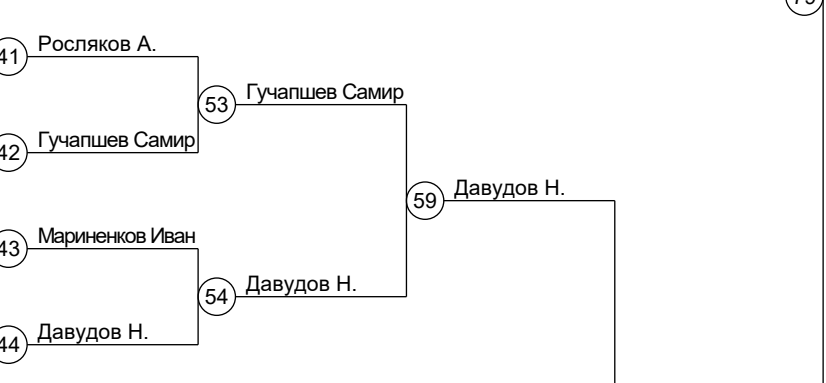 41 Росляков А.
53 Гучапшев Самир
42 Гучапшев Самир
59 Давудов Н.
43 Мариненков Иван
54 Давудов Н.
44 Давудов Н.